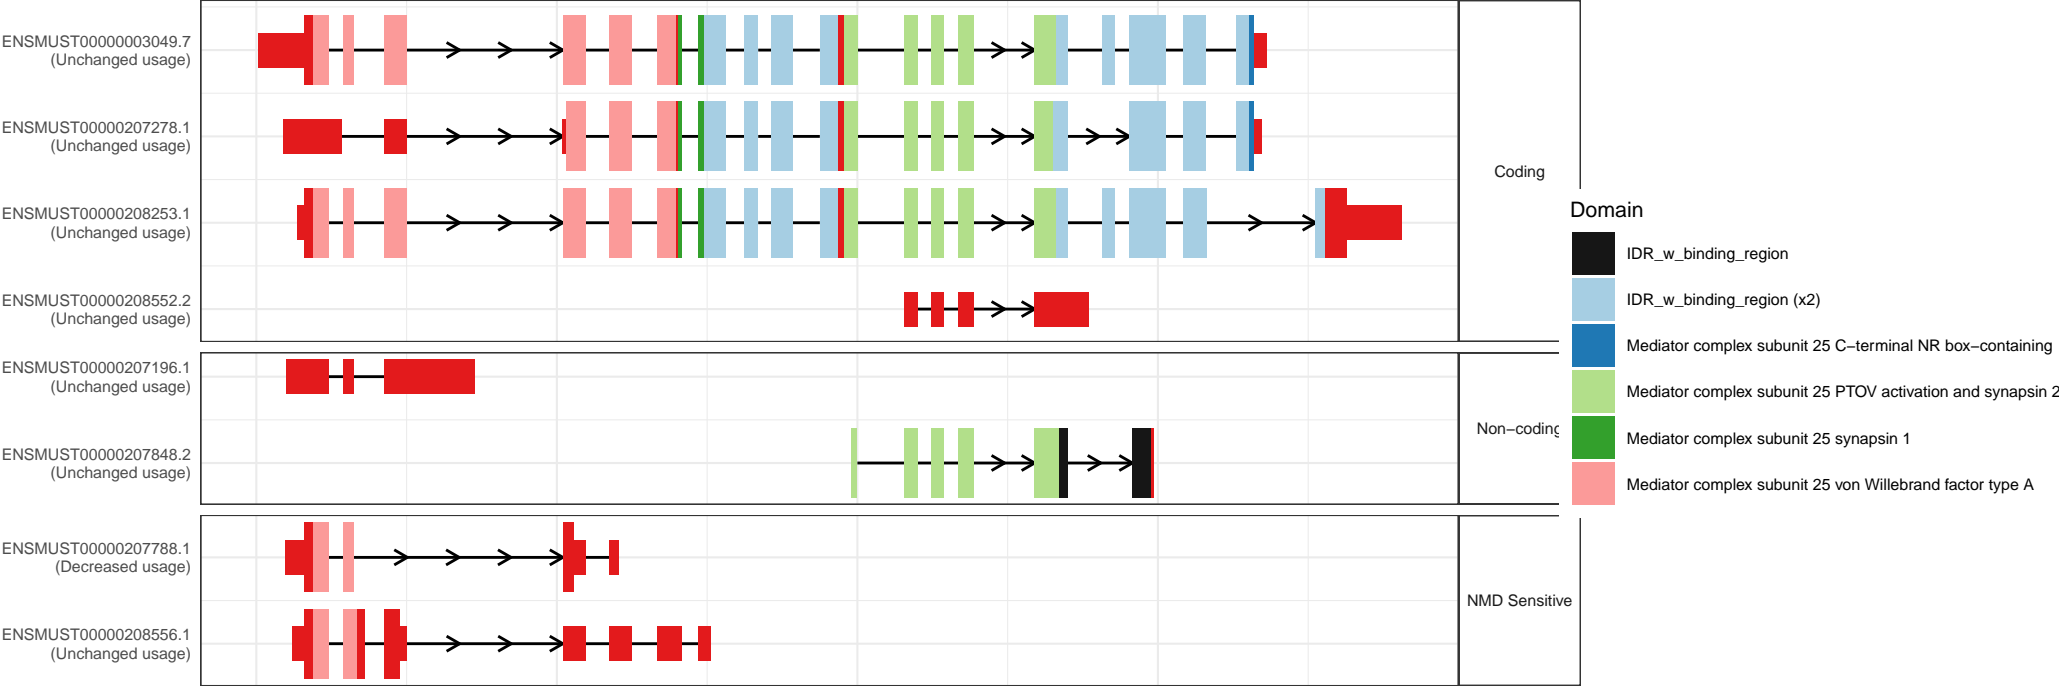 ENSMUST00000003049.7
(Unchanged usage)
ENSMUST00000207278.1
(Unchanged usage)
ENSMUST00000208253.1
(Unchanged usage)
ENSMUST00000208552.2
(Unchanged usage)
Coding
ENSMUST00000207196.1
(Unchanged usage)
ENSMUST00000207848.2
(Unchanged usage)
Non−coding
ENSMUST00000207788.1
(Decreased usage)
ENSMUST00000208556.1
(Unchanged usage)
NMD Sensitive
Domain
IDR_w_binding_region
IDR_w_binding_region (x2)
Mediator complex subunit 25 C−terminal NR box−containing
Mediator complex subunit 25 PTOV activation and synapsin 2
Mediator complex subunit 25 synapsin 1
Mediator complex subunit 25 von Willebrand factor type A